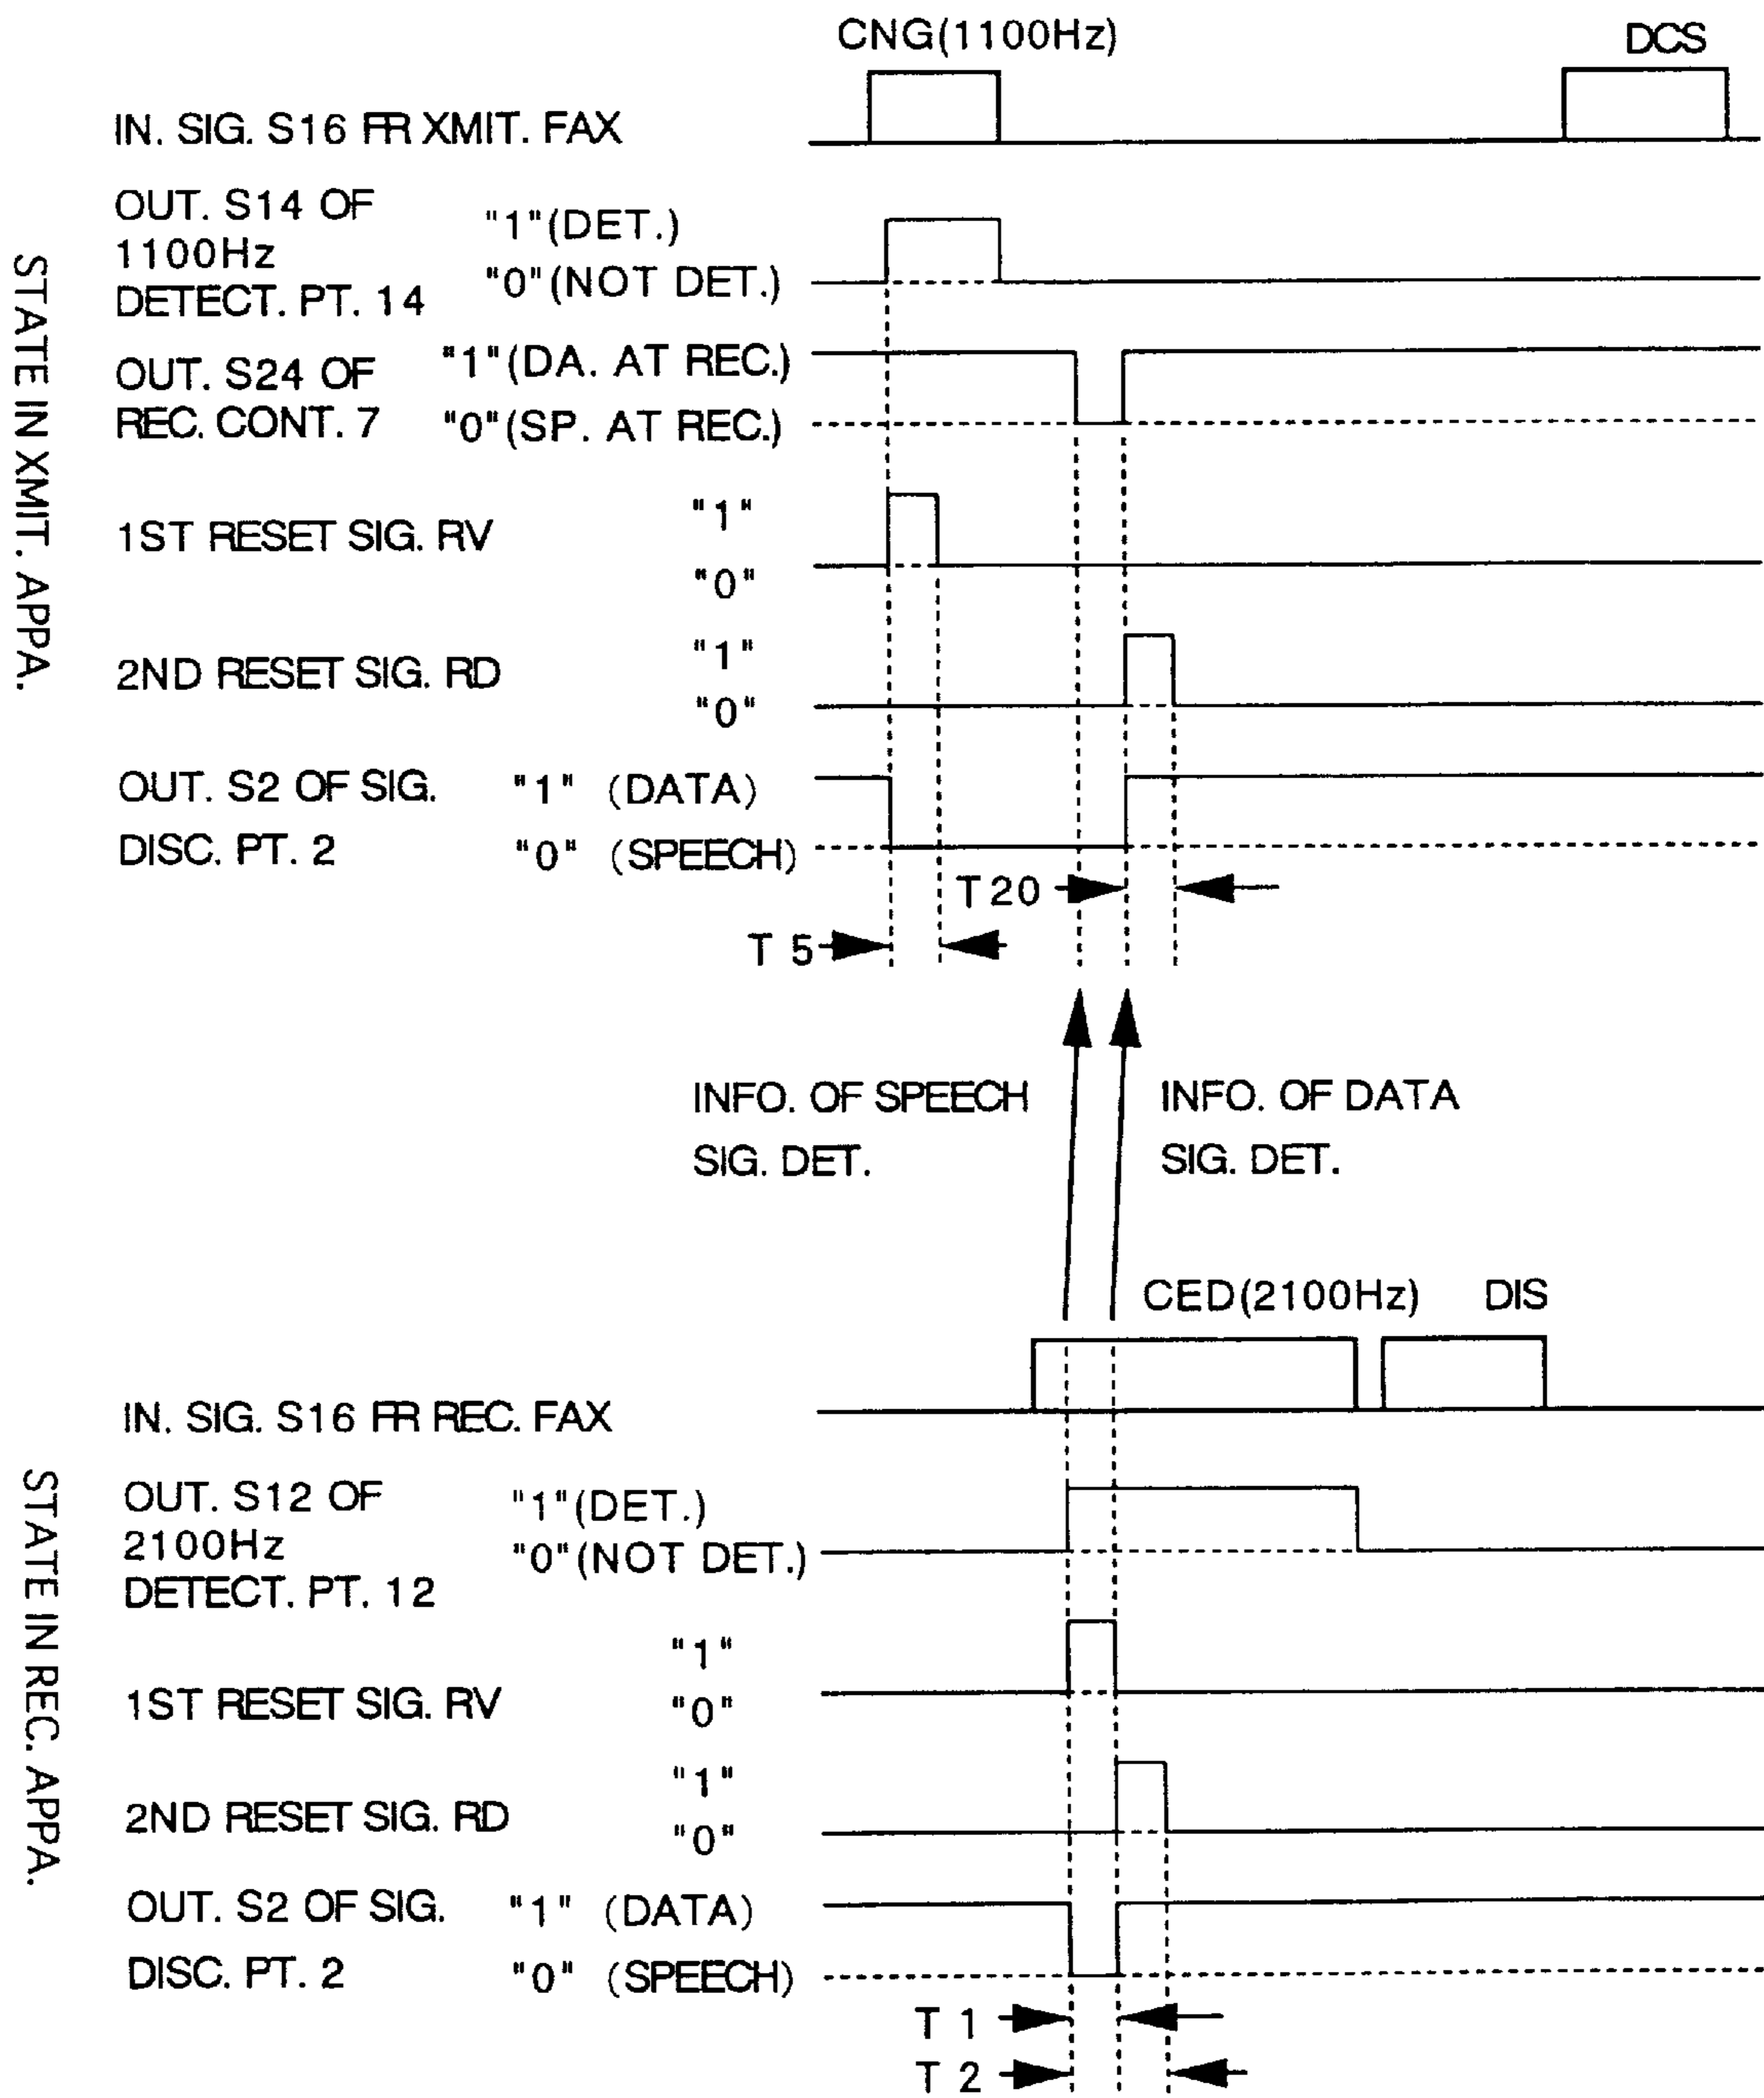 CNG(1100Hz)
DCS
IN. SIG. S16 FR XMIT. FAX
OUT. S14 OF
1100Hz
DETECT. PT. 14
"1"(DET.)
"0"(NOT DET.)
OUT. S24 OF
REC. CONT. 7
"1"(DA. AT REC.)
"0"(SP. AT REC.)
1ST RESET SIG. RV
"1"
"0"
2ND RESET SIG. RD
"1"
"0"
OUT. S2 OF SIG.
DISC. PT. 2
"1" (DATA)
"0" (SPEECH)
T20
T 5
STATE IN XMIT. APPA.
INFO. OF SPEECH
SIG. DET.
INFO. OF DATA
SIG. DET.
CED(2100Hz)
DIS
IN. SIG. S16 FR REC. FAX
OUT. S12 OF
2100Hz
DETECT. PT. 12
"1"(DET.)
"0"(NOT DET.)
1ST RESET SIG. RV
"1"
"0"
2ND RESET SIG. RD
"1"
"0"
OUT. S2 OF SIG.
DISC. PT. 2
"1" (DATA)
"0" (SPEECH)
T 1
T 2
STATE IN REC. APPA.